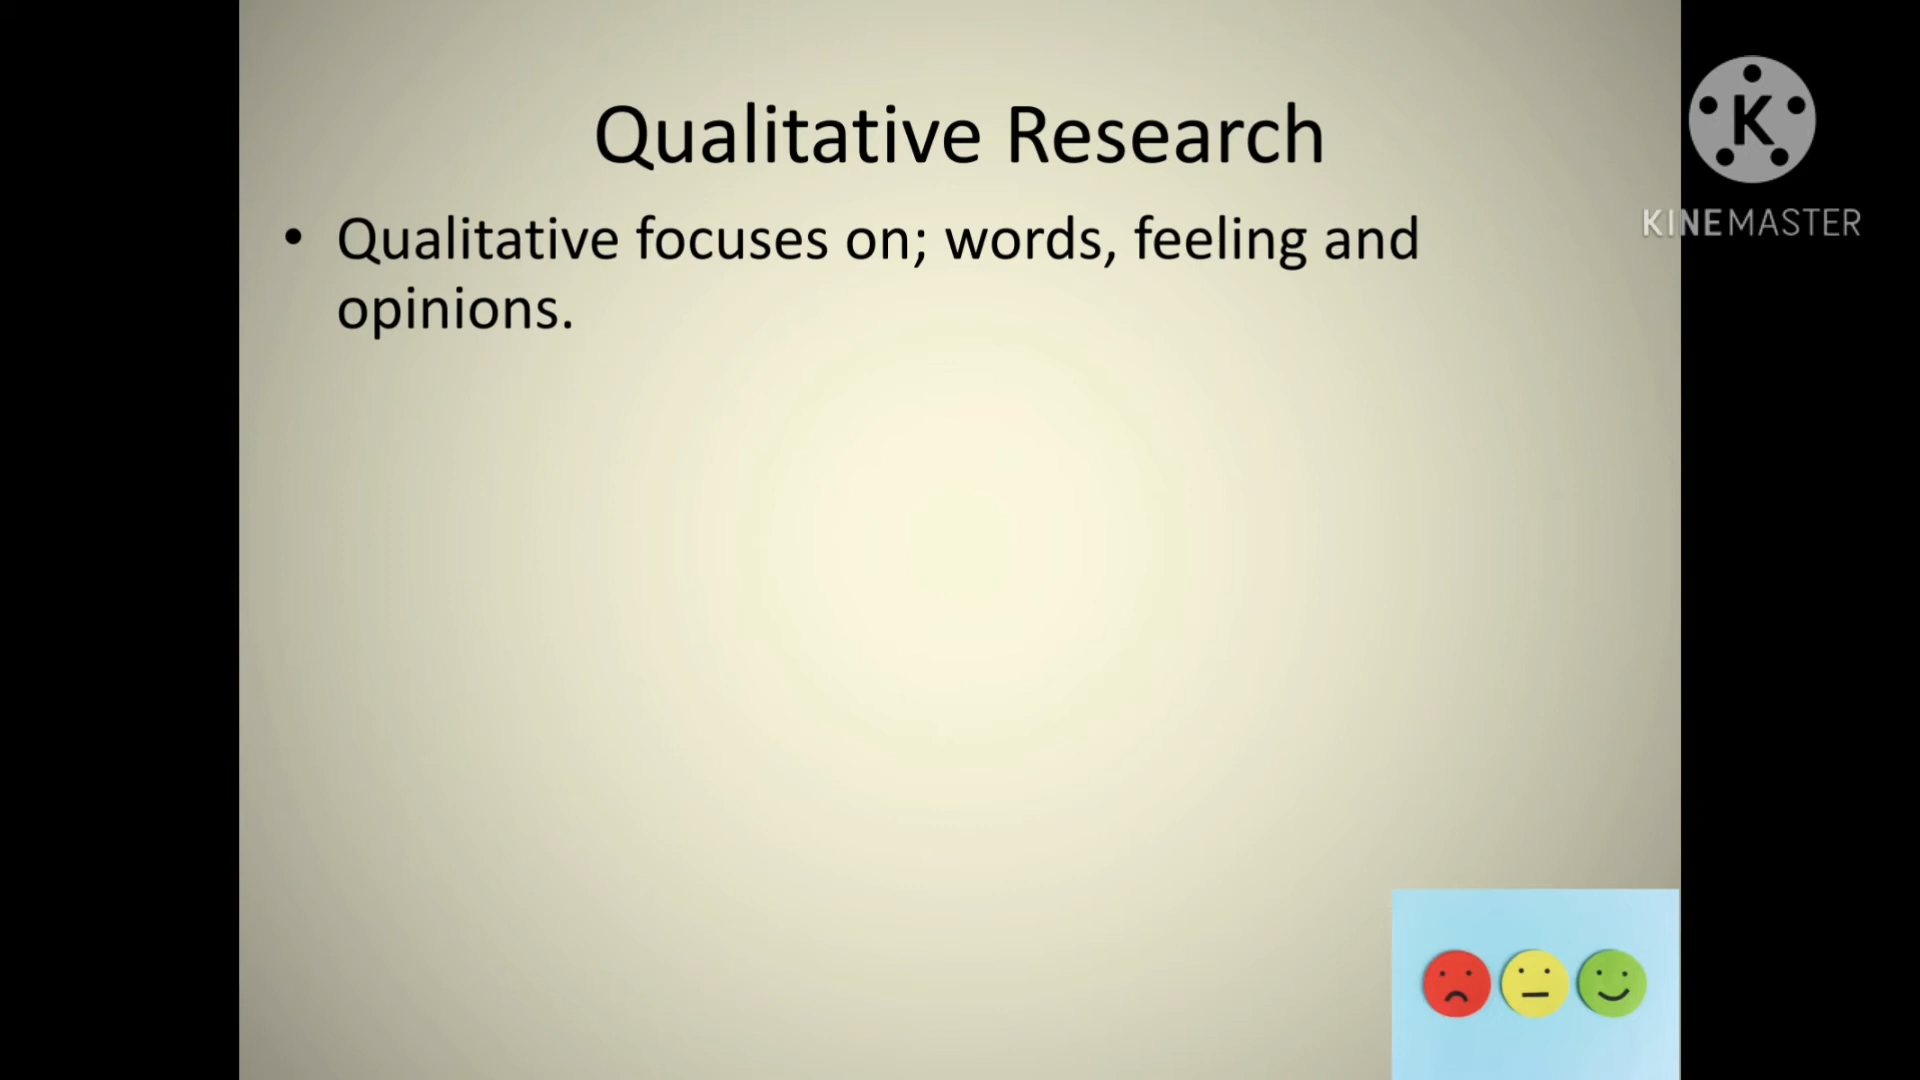 Qualitative Research
• Qualitative focuses on; words, feeling and
opinions.
K
KINEMASTER